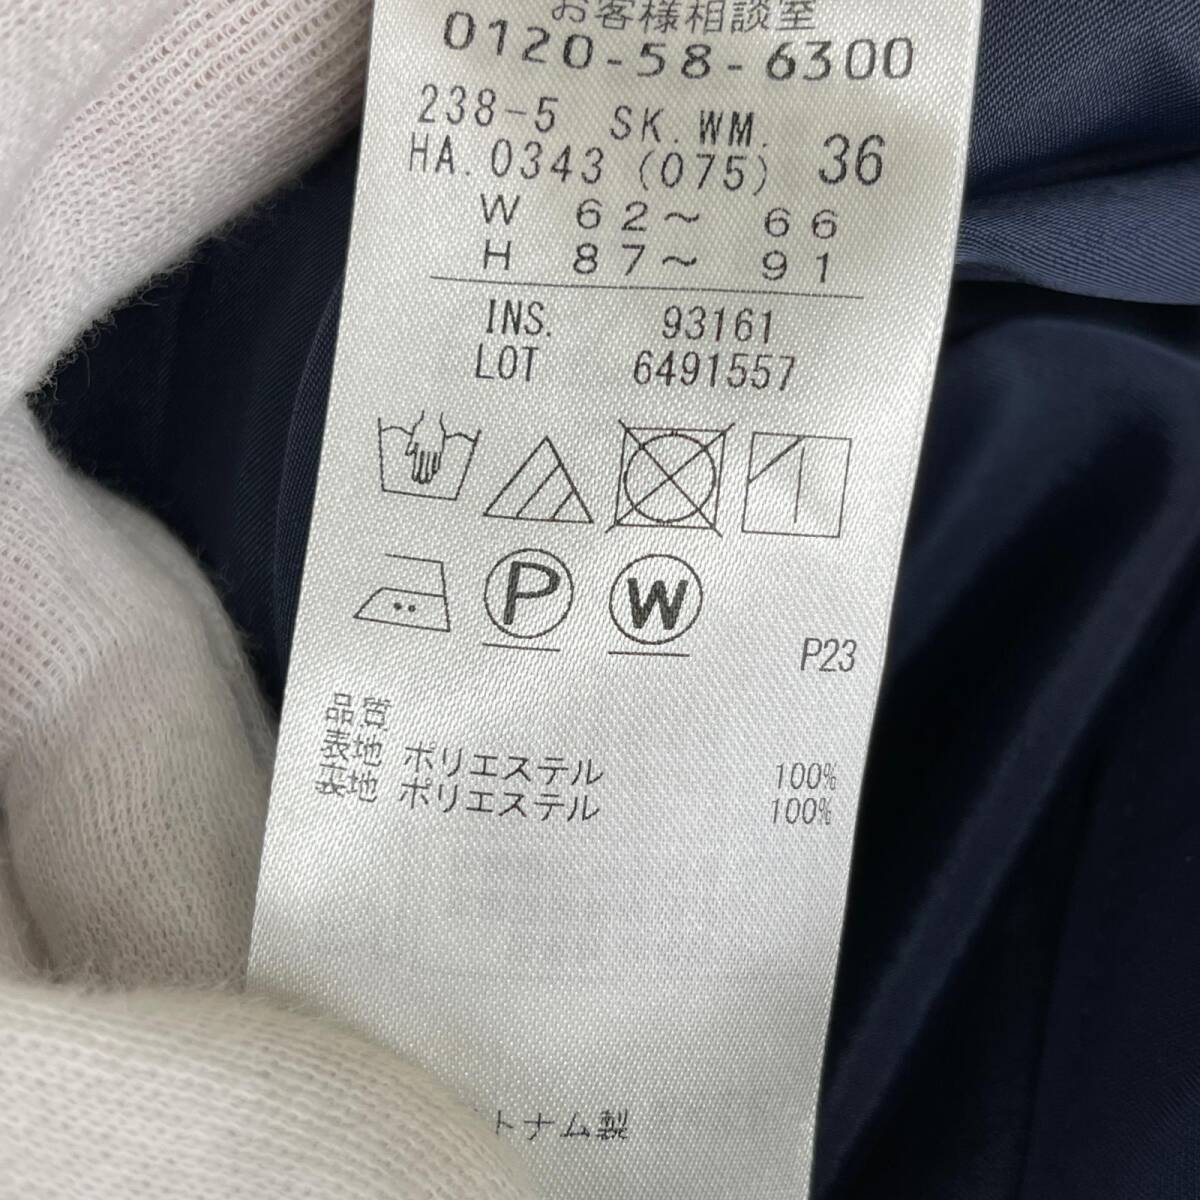 お客様相談室
0120-58-6300
238-5 SK.WM.
HA.0343 (075) 36
W 62～ 66
H 87～ 91
INS. 93161
LOT 6491557
P
W
P23
品質
表地 ポリエステル 100%
裏地 ポリエステル 100%
トナム製